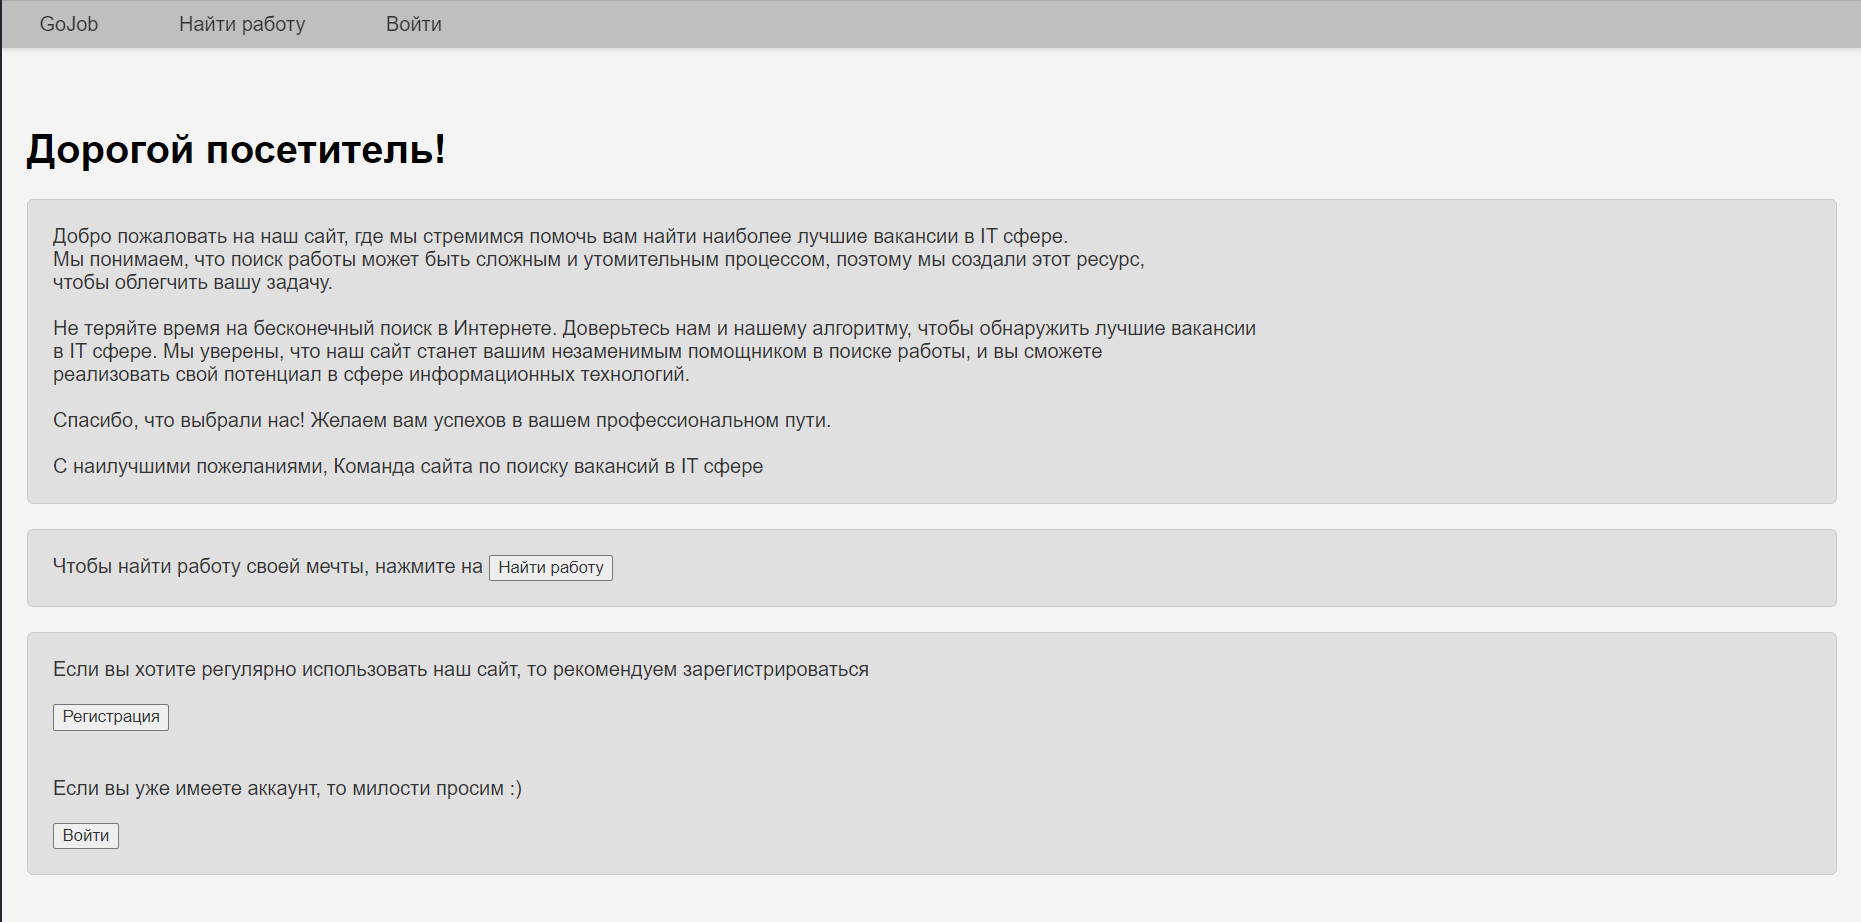 GoJob Найти работу Войти
Дорогой посетитель!
Добро пожаловать на наш сайт, где мы стремимся помочь вам найти наиболее лучшие вакансии в IT сфере.
Мы понимаем, что поиск работы может быть сложным и утомительным процессом, поэтому мы создали этот ресурс,
чтобы облегчить вашу задачу.
Не теряйте время на бесконечный поиск в Интернете. Доверьтесь нам и нашему алгоритму, чтобы обнаружить лучшие вакансии
в IT сфере. Мы уверены, что наш сайт станет вашим незаменимым помощником в поиске работы, и вы сможете
реализовать свой потенциал в сфере информационных технологий.
Спасибо, что выбрали нас! Желаем вам успехов в вашем профессиональном пути.
С наилучшими пожеланиями, Команда сайта по поиску вакансий в IT сфере
Чтобы найти работу своей мечты, нажмите на Найти работу
Если вы хотите регулярно использовать наш сайт, то рекомендуем зарегистрироваться
Регистрация
Если вы уже имеете аккаунт, то милости просим :)
Войти